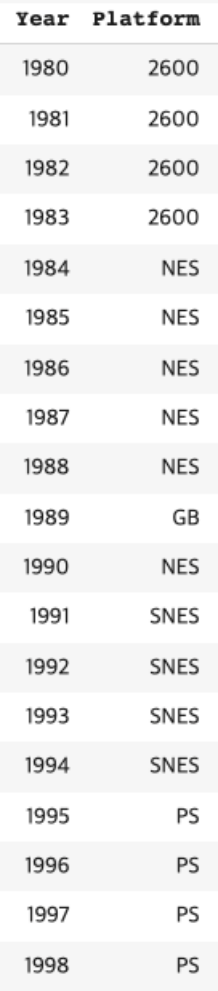 Year Platform
1980 2600
1981 2600
1982 2600
1983 2600
1984 NES
1985 NES
1986 NES
1987 NES
1988 NES
1989 GB
1990 NES
1991 SNES
1992 SNES
1993 SNES
1994 SNES
1995 PS
1996 PS
1997 PS
1998 PS